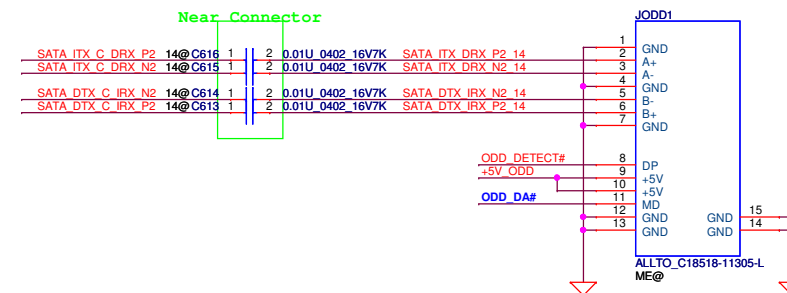 Near Connector
JODD1
SATA_ITX_C_DRX_P2 14@ C616 1 2 0.01U_0402_16V7K SATA_ITX_DRX_P2_14
SATA_ITX_C_DRX_N2 14@ C615 1 2 0.01U_0402_16V7K SATA_ITX_DRX_N2_14
SATA_DTX_C_IRX_N2 14@ C614 1 2 0.01U_0402_16V7K SATA_DTX_IRX_N2_14
SATA_DTX_C_IRX_P2 14@ C613 1 2 0.01U_0402_16V7K SATA_DTX_IRX_P2_14
1 GND
2 A+
3 A-
4 GND
5 B-
6 B+
7 GND
ODD_DETECT# 8 DP
+5V_ODD 9 +5V
10 +5V
ODD_DA# 11 MD
12 GND GND 15
13 GND GND 14
ALLTO_C18518-11305-L
ME@